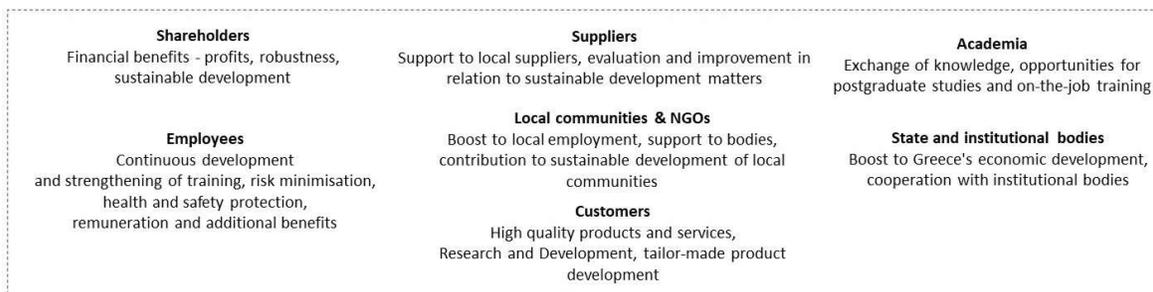 Shareholders
Financial benefits - profits, robustness,
sustainable development
Employees
Continuous development
and strengthening of training, risk minimisation,
health and safety protection,
remuneration and additional benefits
Suppliers
Support to local suppliers, evaluation and improvement in
relation to sustainable development matters
Local communities & NGOs
Boost to local employment, support to bodies,
contribution to sustainable development of local
communities
Customers
High quality products and services,
Research and Development, tailor-made product
development
Academia
Exchange of knowledge, opportunities for
postgraduate studies and on-the-job training
State and institutional bodies
Boost to Greece's economic development,
cooperation with institutional bodies